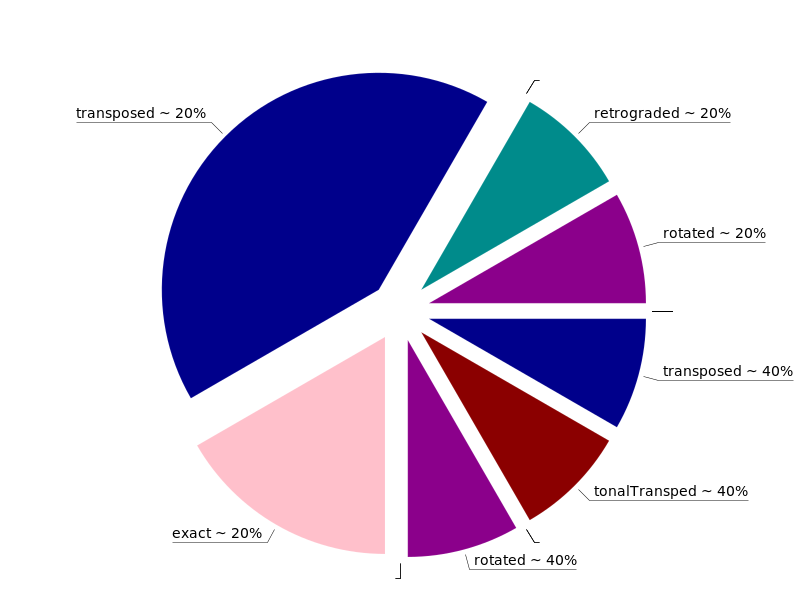 transposed ~ 20%
retrograded ~ 20%
rotated ~ 20%
transposed ~ 40%
tonalTransped ~ 40%
exact ~ 20%
rotated ~ 40%